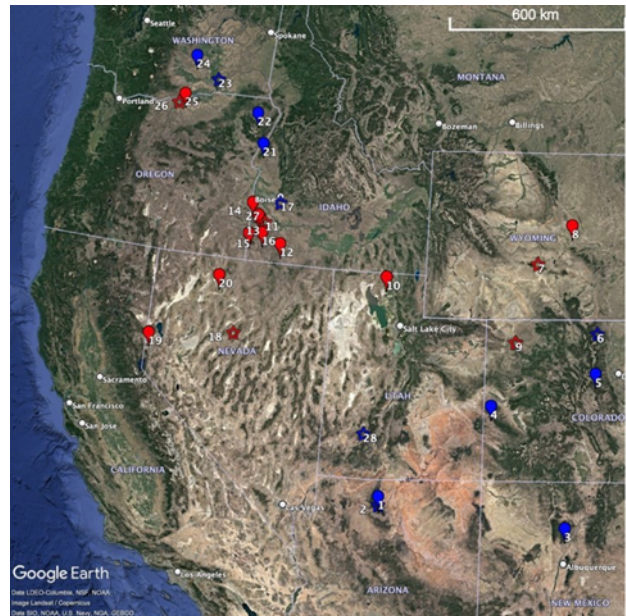 600 km
Seattle
Spokane
WASHINGTON
24
23
MONTANA
25
26
Portland
22
Bozeman
Billings
21
OREGON
Boise
14
17
IDAHO
27
11
13
16
15
12
8
WYOMING
7
20
10
19
18
NEVADA
9
6
Salt Lake City
Sacramento
UTAH
5
San Francisco
San Jose
4
COLORADO
28
CALIFORNIA
Las Vegas
1
2
3
Albuquerque
Google Earth
Los Angeles
ARIZONA
NEW MEXICO
Data LDEO-Columbia, NSF, NOAA
Image Landsat / Copernicus
Data SIO, NOAA, U.S. Navy, NGA, GEBCO